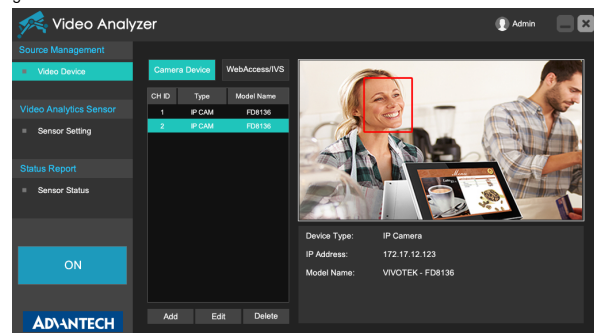 Video Analyzer
Admin
Source Management
Video Device
Video Analytics Sensor
Sensor Setting
Status Report
Sensor Status
ON
ADVANTECH
Camera Device
WebAccess/IVS
CH ID Type Model Name
1 IP CAM FD8136
2 IP CAM FD8136
Add Edit Delete
Menu
Device Type: IP Camera
IP Address: 172.17.12.123
Model Name: VIVOTEK - FD8136